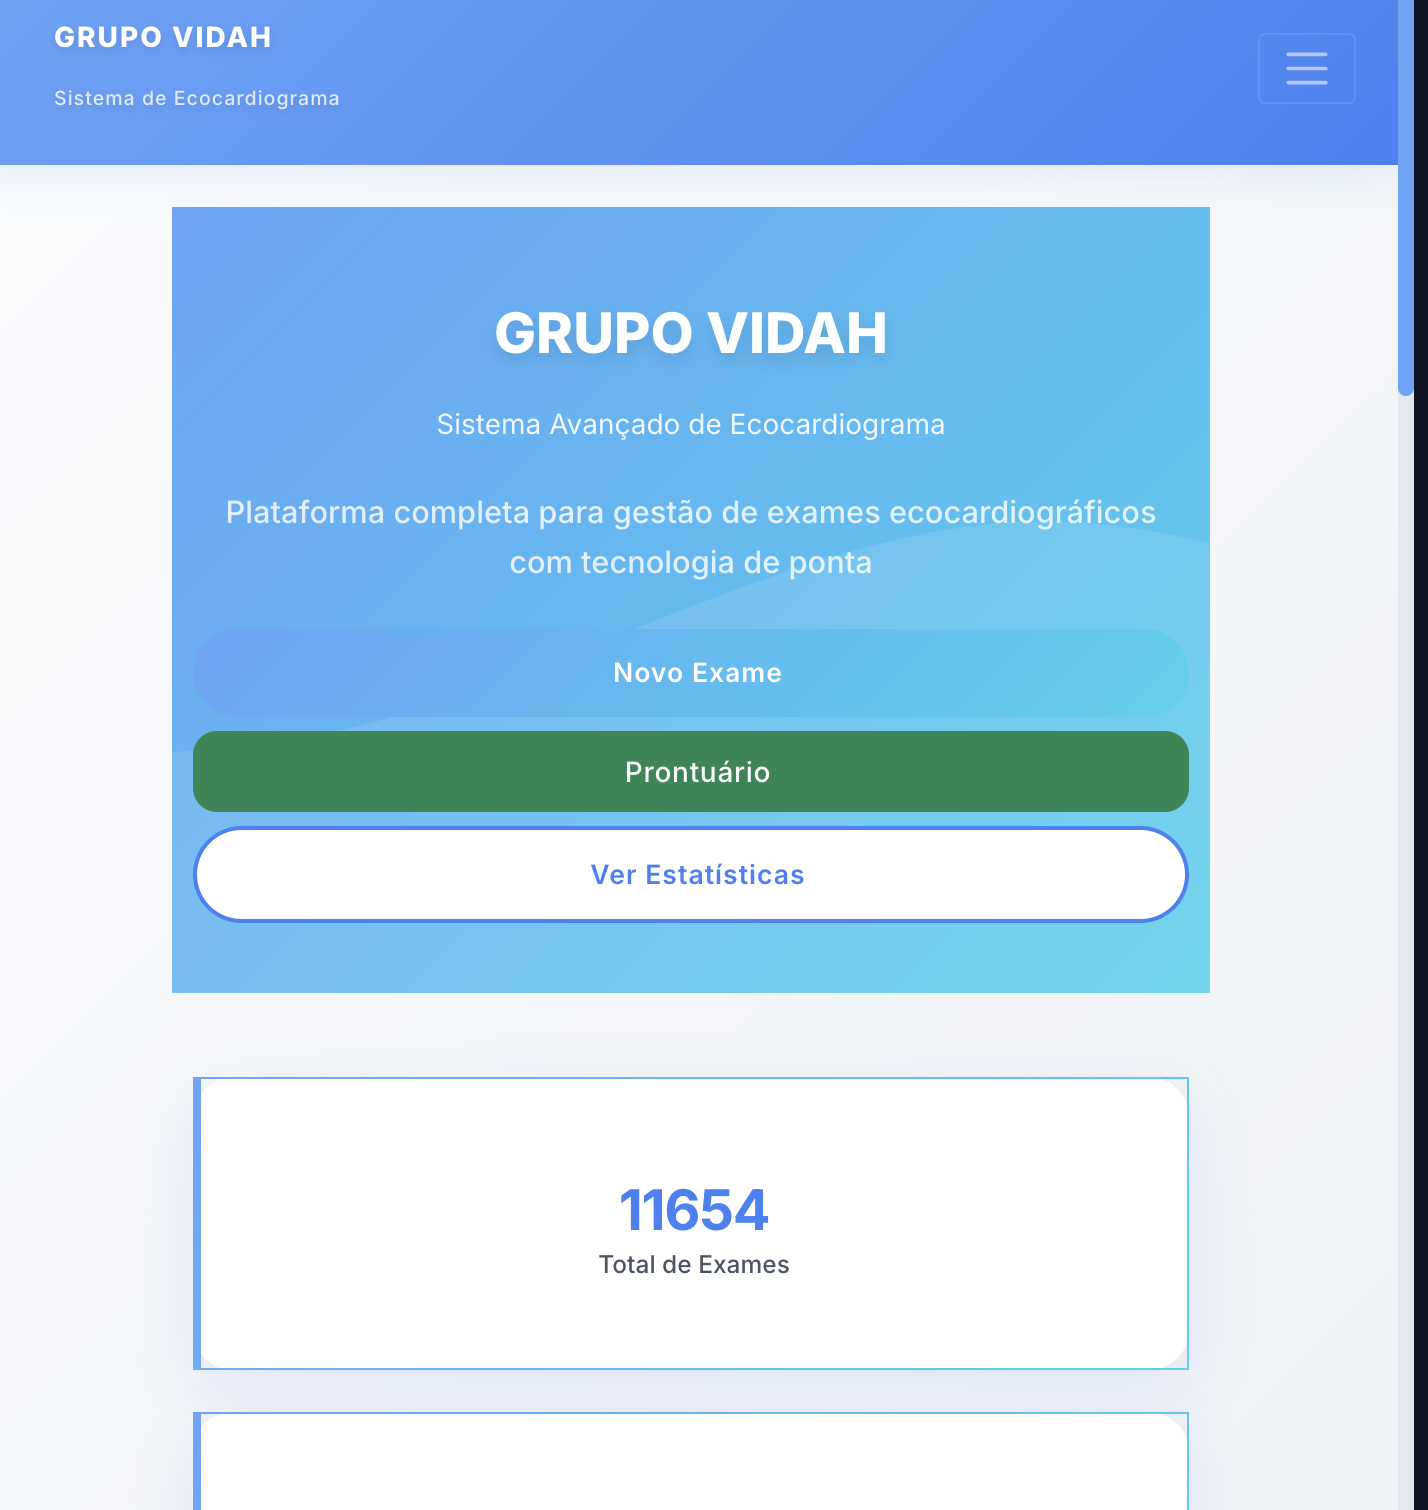 GRUPO VIDAH
Sistema de Ecocardiograma
GRUPO VIDAH
Sistema Avançado de Ecocardiograma
Plataforma completa para gestão de exames ecocardiográficos
com tecnologia de ponta
Novo Exame
Prontuário
Ver Estatísticas
11654
Total de Exames